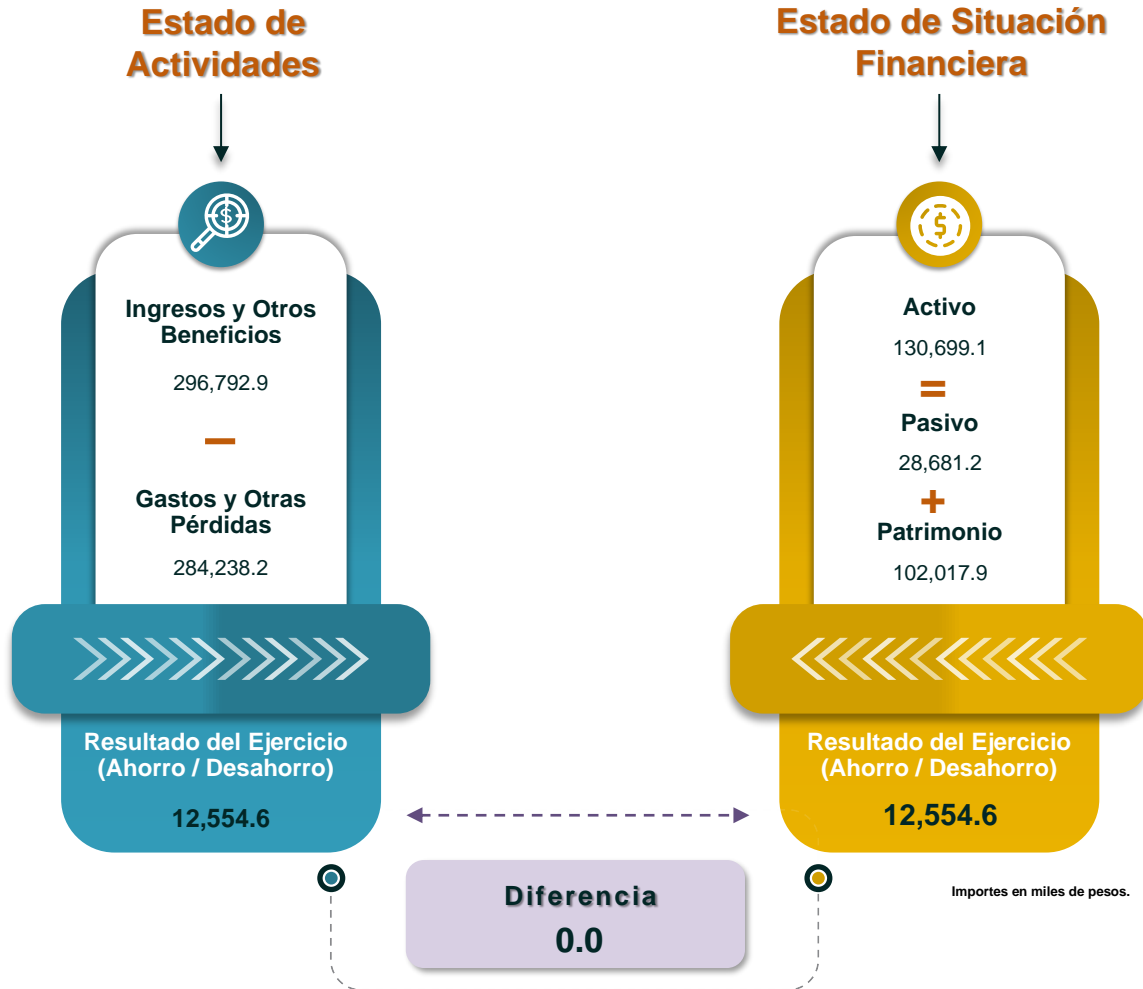 Estado de
Actividades
$
Ingresos y Otros
Beneficios
296,792.9
–
Gastos y Otras
Pérdidas
284,238.2
Resultado del Ejercicio
(Ahorro / Desahorro)
12,554.6
Estado de Situación
Financiera
$
Activo
130,699.1
=
Pasivo
28,681.2
+
Patrimonio
102,017.9
Resultado del Ejercicio
(Ahorro / Desahorro)
12,554.6
Diferencia
0.0
Importes en miles de pesos.